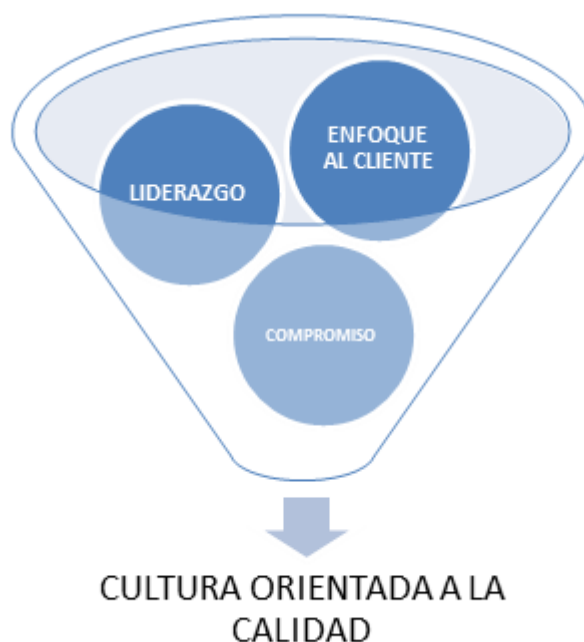 ENFOQUE
AL CLIENTE
LIDERAZGO
COMPROMISO
CULTURA ORIENTADA A LA
CALIDAD